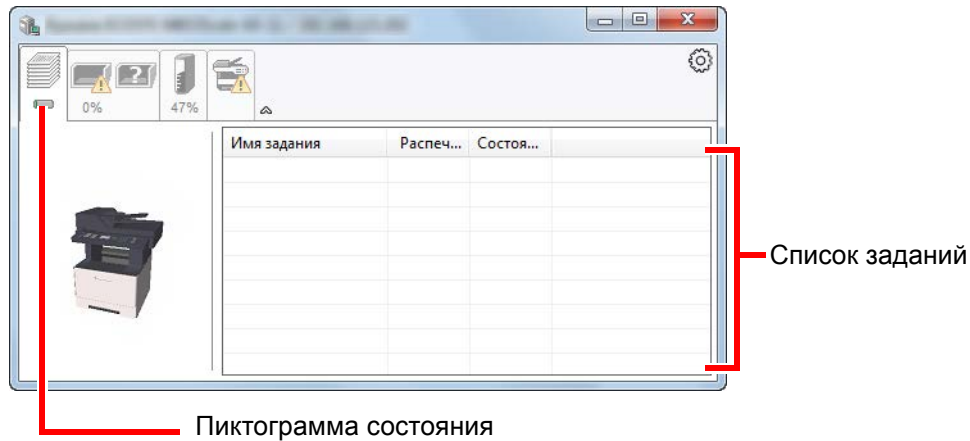 0%
47%
Имя задания Распеч... Состоя...
Список заданий
Пиктограмма состояния